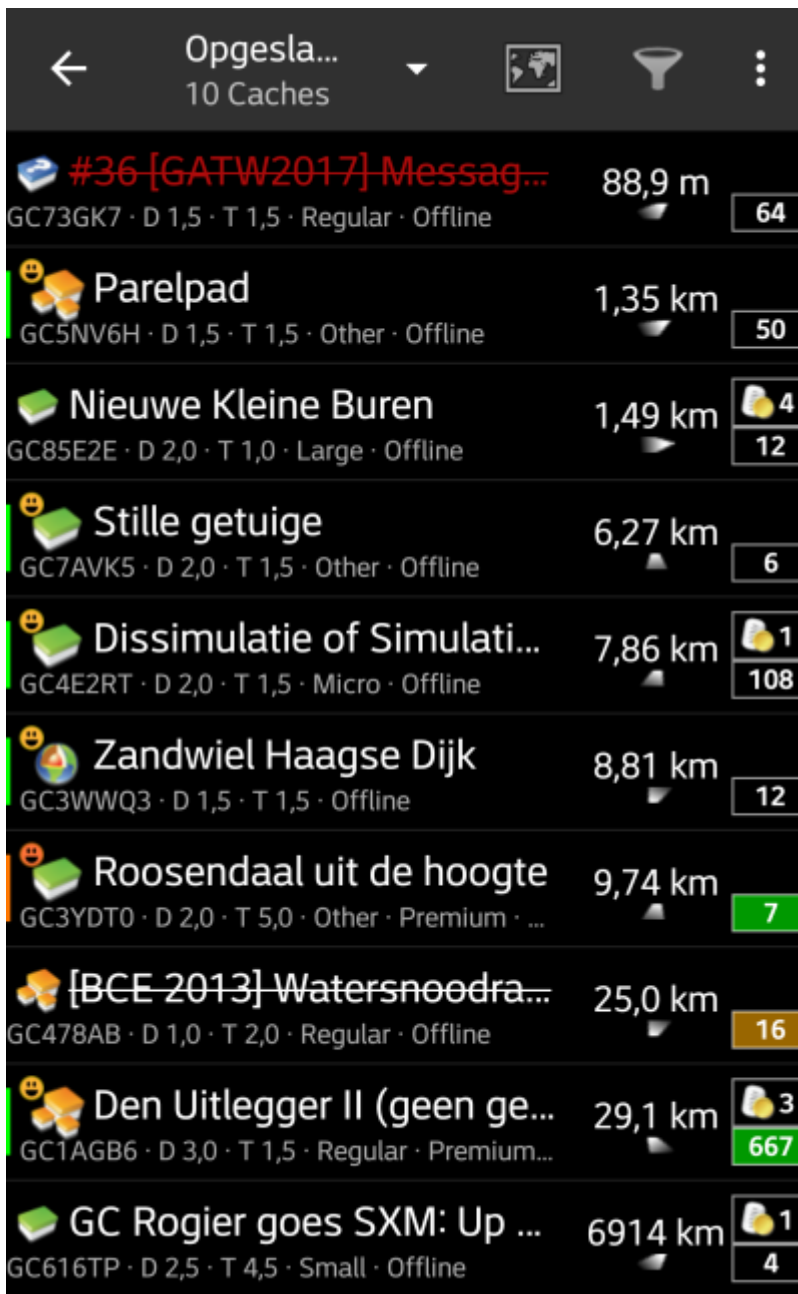 Opgesla...
10 Caches
#36 [GATW2017] Messag...
88,9 m
GC73GK7 · D 1,5 · T 1,5 · Regular · Offline
64
Parelpad
1,35 km
GC5NV6H · D 1,5 · T 1,5 · Other · Offline
50
Nieuwe Kleine Buren
1,49 km
4
GC85E2E · D 2,0 · T 1,0 · Large · Offline
12
Stille getuige
6,27 km
GC7AVK5 · D 2,0 · T 1,5 · Other · Offline
6
Dissimulatie of Simulati...
7,86 km
1
GC4E2RT · D 2,0 · T 1,5 · Micro · Offline
108
Zandwiel Haagse Dijk
8,81 km
GC3WWQ3 · D 1,5 · T 1,5 · Offline
12
Roosendaal uit de hoogte
9,74 km
GC3YDT0 · D 2,0 · T 5,0 · Other · Premium · ...
7
[BCE 2013] Watersnoodra...
25,0 km
GC478AB · D 1,0 · T 2,0 · Regular · Offline
16
Den Uitlegger II (geen ge...
29,1 km
3
GC1AGB6 · D 3,0 · T 1,5 · Regular · Premium...
667
GC Rogier goes SXM: Up ...
6914 km
1
GC616TP · D 2,5 · T 4,5 · Small · Offline
4